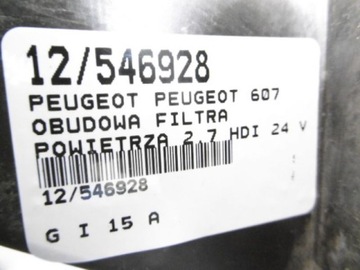 12/546928
PEUGEOT PEUGEOT 607
OBUDOWA FILTRA
POWIETRZA 2.7 HDI 24 V
12/546928
G I 15 A